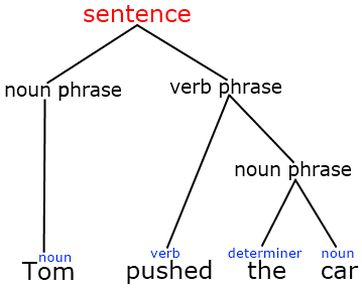 sentence
noun phrase
verb phrase
noun phrase
noun
verb
determiner
noun
Tom
pushed
the
car